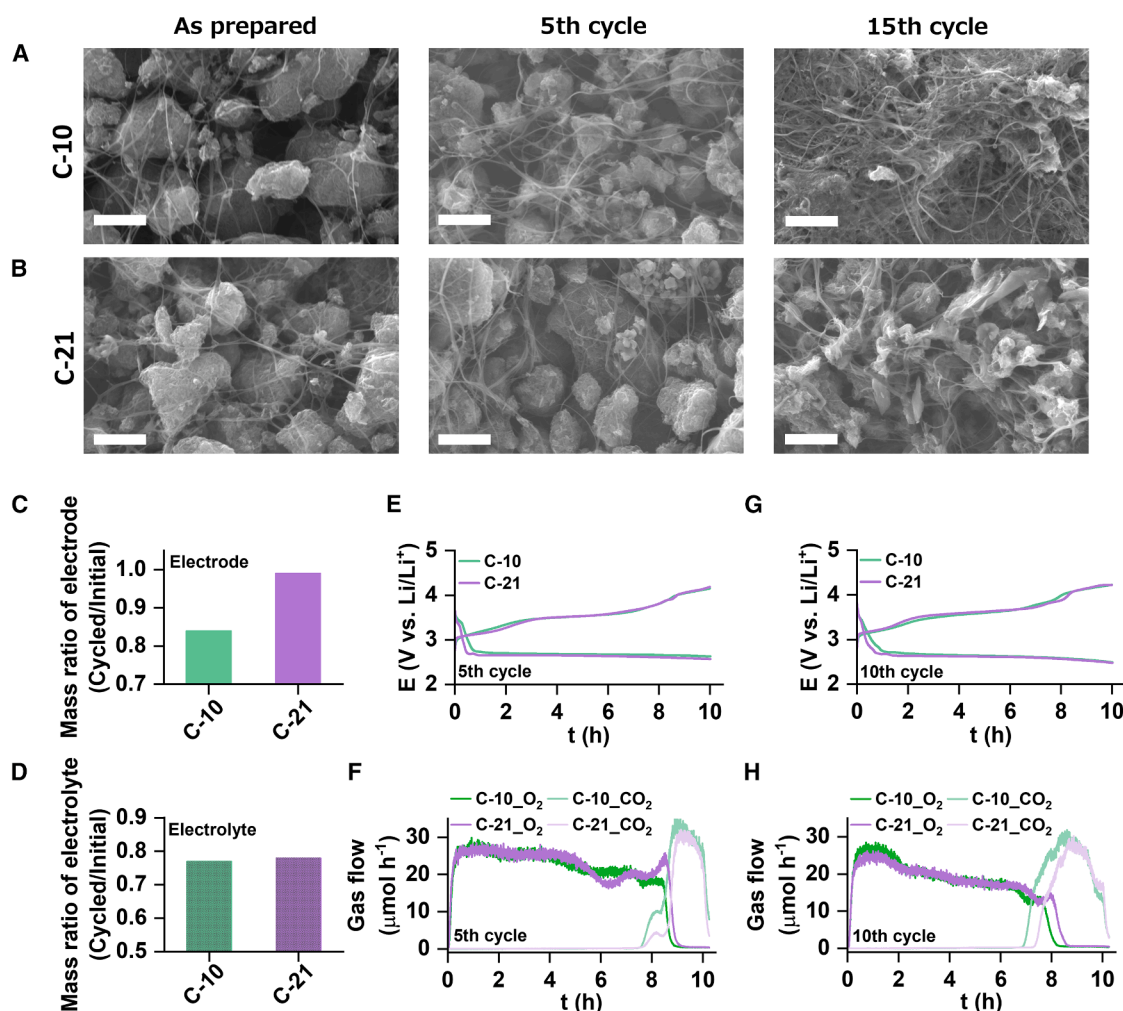 As prepared
5th cycle
15th cycle
A
C-10
B
C-21
C
Mass ratio of electrode
(Cycled/Initial)
Electrode
1.0
0.9
0.8
0.7
C-10
C-21
D
Mass ratio of electrolyte
(Cycled/Initial)
Electrolyte
0.9
0.8
0.7
0.6
0.5
C-10
C-21
E
E (V vs. Li/Li⁺)
5
4
3
2
C-10
C-21
5th cycle
0 2 4 6 8 10
t (h)
F
C-10_O₂
C-10_CO₂
C-21_O₂
C-21_CO₂
Gas flow
(μmol h⁻¹)
30
20
10
0
5th cycle
0 2 4 6 8 10
t (h)
G
E (V vs. Li/Li⁺)
5
4
3
2
C-10
C-21
10th cycle
0 2 4 6 8 10
t (h)
H
C-10_O₂
C-10_CO₂
C-21_O₂
C-21_CO₂
Gas flow
(μmol h⁻¹)
30
20
10
0
10th cycle
0 2 4 6 8 10
t (h)